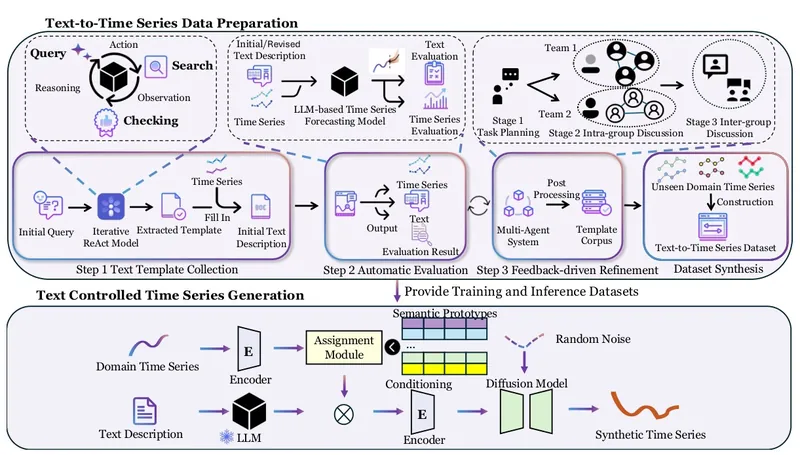 Text-to-Time Series Data Preparation
Query
Action
Search
Reasoning
Observation
Checking
Initial/Revised
Text Description
Time Series
LLM-based Time Series
Forecasting Model
Text
Evaluation
Time Series
Evaluation
Team 1
Team 2
Stage 1
Task Planning
Stage 2 Intra-group Discussion
Stage 3 Inter-group
Discussion
Initial Query
Iterative
ReAct Model
Extracted Template
Time Series
Fill In
DOC
Initial Text
Description
Step 1 Text Template Collection
Output
Time Series
Text
Evaluation Result
Step 2 Automatic Evaluation
Multi-Agent
System
Post
Processing
Template
Corpus
Step 3 Feedback-driven Refinement
Unseen Domain Time Series
Construction
Text-to-Time Series Dataset
Dataset Synthesis
Text Controlled Time Series Generation
Provide Training and Inference Datasets
Domain Time Series
E
Encoder
Assignment
Module
Semantic Prototypes
...
Random Noise
Text Description
LLM
Conditioning
E
Encoder
Diffusion Model
Synthetic Time Series